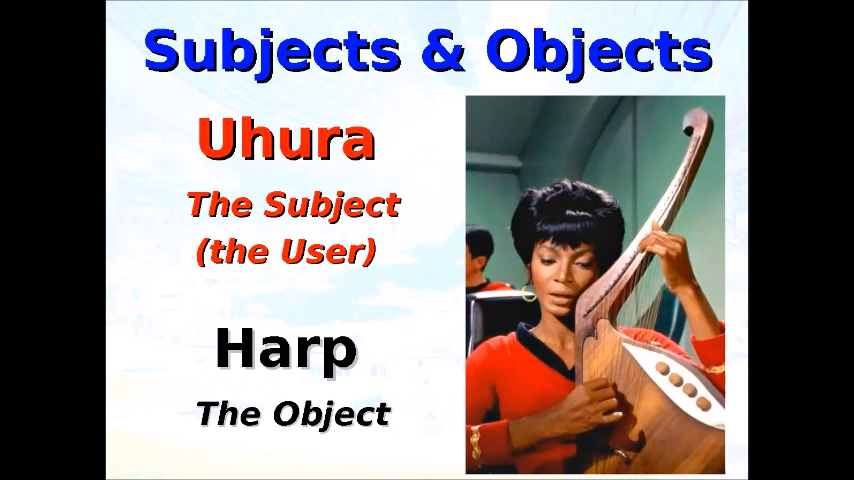 Subjects & Objects
Uhura
The Subject
(the User)
Harp
The Object